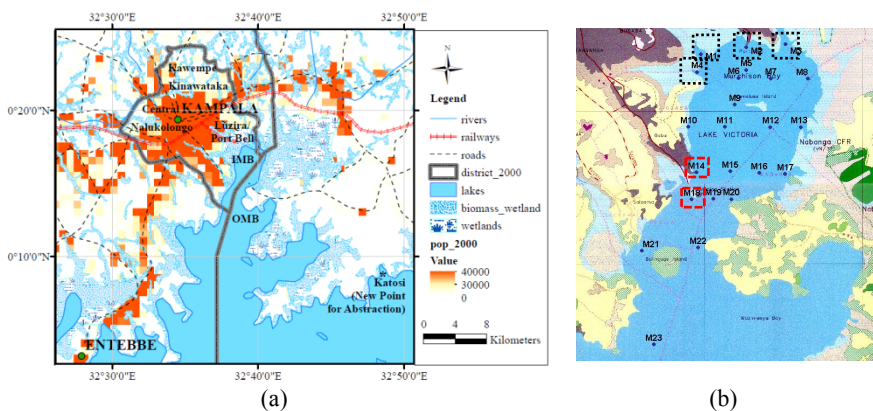 32°30'0"E
32°40'0"E
32°50'0"E
0°20'0"N
0°10'0"N
Kawempe
Kinawataka
Central
KAMPALA
Nalukolongo
Luzira/
Port Bell
IMB
OMB
Katosi
(New Point
for Abstraction)
ENTEBBE
32°30'0"E
32°40'0"E
32°50'0"E
N
Legend
rivers
railways
roads
district_2000
lakes
biomass_wetland
wetlands
pop_2000
Value
40000
30000
0
0 4 8
Kilometers
(a)
M1
M2
M3
M4
M5
M6
Murchison Bay
M7
M8
M9
M10
M11
M12
M13
LAKE VICTORIA
Nabonga CFR
M14
M15
M16
M17
M18
M19
M20
M21
M22
M23
(b)